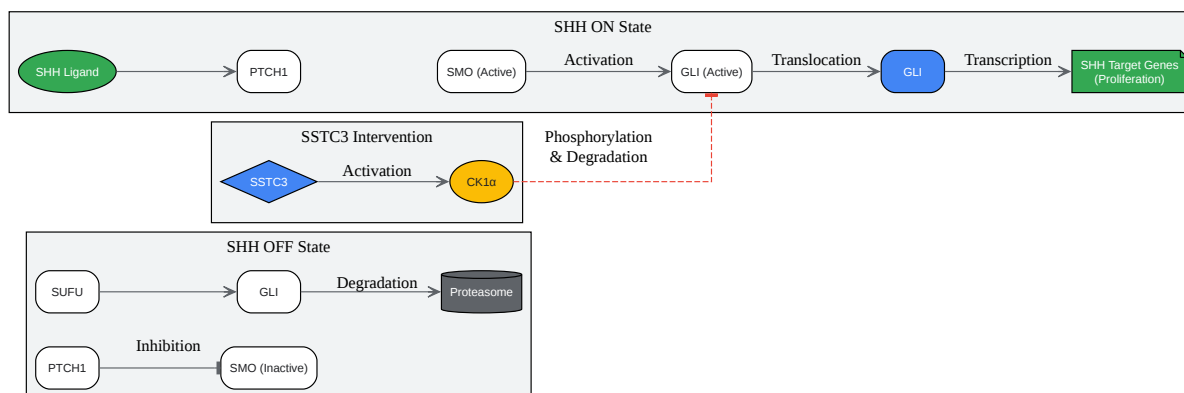 SHH ON State
SHH Ligand
PTCH1
SMO (Active)
Activation
GLI (Active)
Translocation
GLI
Transcription
SHH Target Genes
(Proliferation)
SSTC3 Intervention
SSTC3
Activation
CK1α
Phosphorylation
& Degradation
SHH OFF State
SUFU
GLI
Degradation
Proteasome
PTCH1
Inhibition
SMO (Inactive)